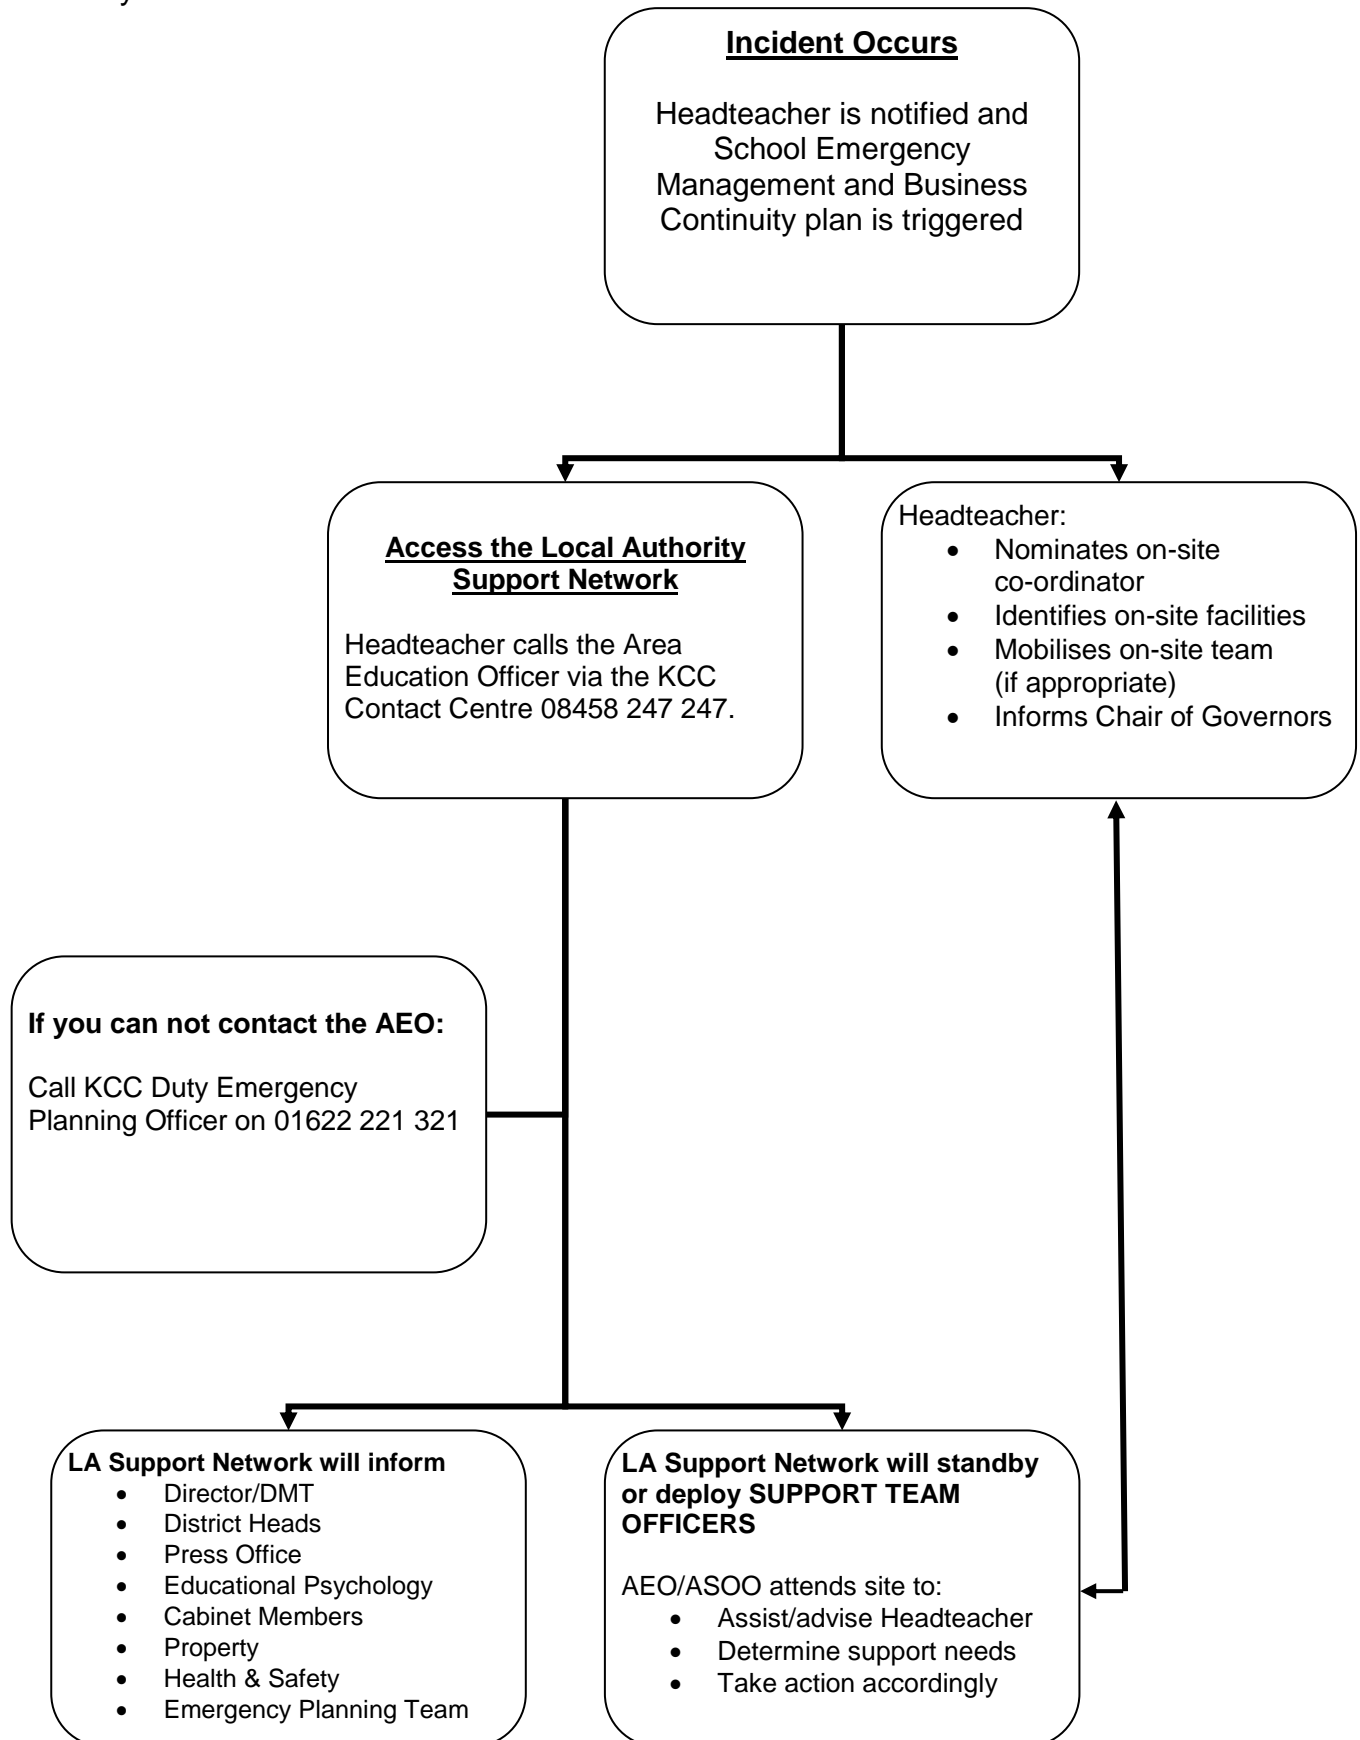 Incident Occurs
Headteacher is notified and
School Emergency
Management and Business
Continuity plan is triggered
Access the Local Authority
Support Network
Headteacher calls the Area
Education Officer via the KCC
Contact Centre 08458 247 247.
Headteacher:
• Nominates on-site
co-ordinator
• Identifies on-site facilities
• Mobilises on-site team
(if appropriate)
• Informs Chair of Governors
If you can not contact the AEO:
Call KCC Duty Emergency
Planning Officer on 01622 221 321
LA Support Network will inform
• Director/DMT
• District Heads
• Press Office
• Educational Psychology
• Cabinet Members
• Property
• Health & Safety
• Emergency Planning Team
LA Support Network will standby
or deploy SUPPORT TEAM
OFFICERS
AEO/ASOO attends site to:
• Assist/advise Headteacher
• Determine support needs
• Take action accordingly